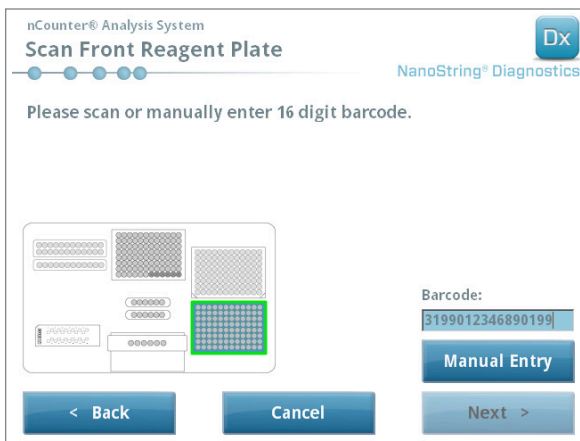 nCounter® Analysis System
Scan Front Reagent Plate
Dx
NanoString® Diagnostics
Please scan or manually enter 16 digit barcode.
Barcode:
3199012346890199
Manual Entry
< Back
Cancel
Next >